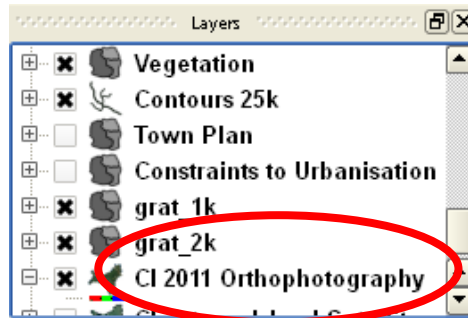 Layers
Vegetation
Contours 25k
Town Plan
Constraints to Urbanisation
grat_1k
grat_2k
CI 2011 Orthophotography